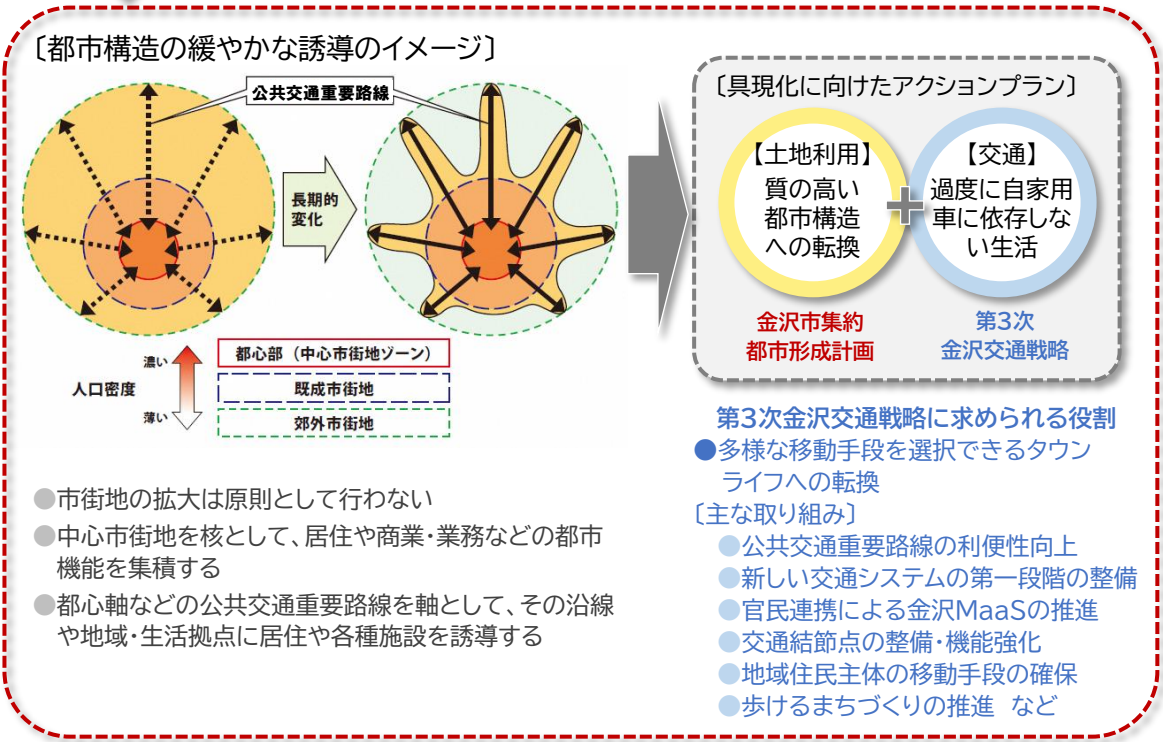 〔都市構造の緩やかな誘導のイメージ〕
公共交通重要路線
長期的
変化
濃い
人口密度
薄い
都心部（中心市街地ゾーン）
既成市街地
郊外市街地
●市街地の拡大は原則として行わない
●中心市街地を核として、居住や商業・業務などの都市
機能を集積する
●都心軸などの公共交通重要路線を軸として、その沿線
や地域・生活拠点に居住や各種施設を誘導する
〔具現化に向けたアクションプラン〕
【土地利用】
質の高い
都市構造
への転換
+
【交通】
過度に自家用
車に依存しな
い生活
金沢市集約
都市形成計画
第3次
金沢交通戦略
第3次金沢交通戦略に求められる役割
●多様な移動手段を選択できるタウン
ライフへの転換
〔主な取り組み〕
●公共交通重要路線の利便性向上
●新しい交通システムの第一段階の整備
●官民連携による金沢MaaSの推進
●交通結節点の整備・機能強化
●地域住民主体の移動手段の確保
●歩けるまちづくりの推進 など